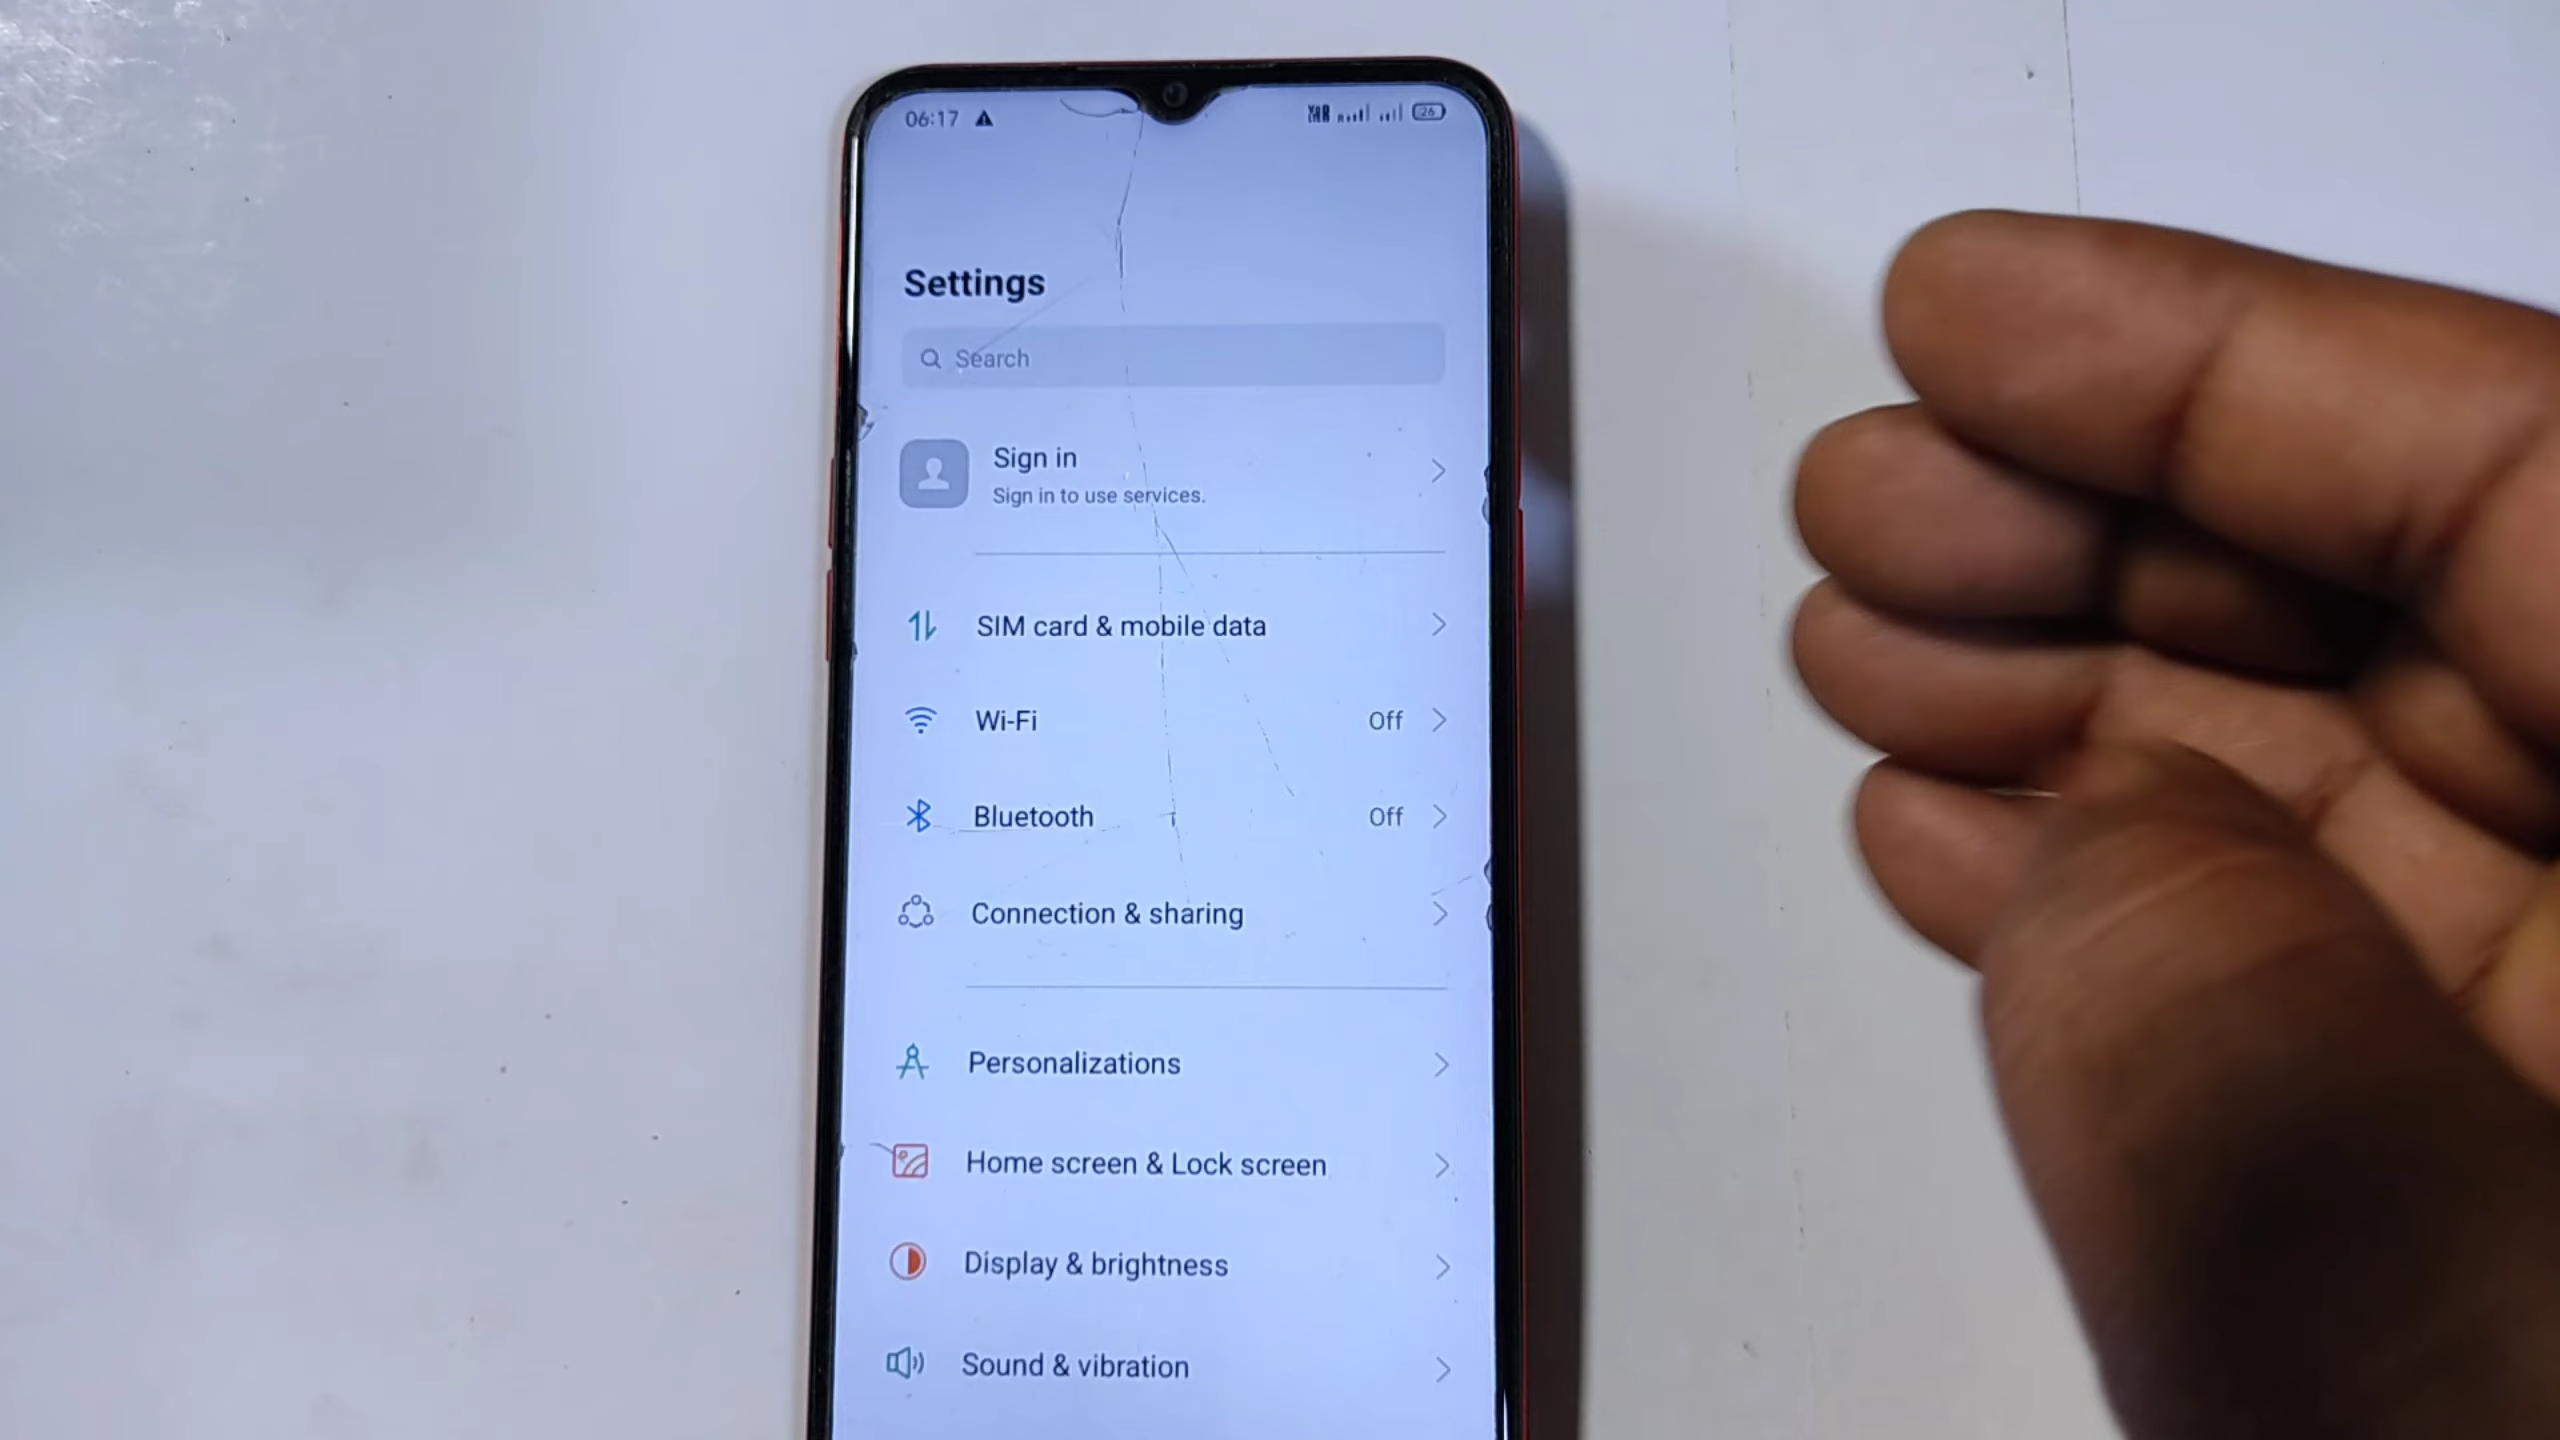 06:17
26
Settings
Search
Sign in
Sign in to use services.
SIM card & mobile data
Wi-Fi Off
Bluetooth Off
Connection & sharing
Personalizations
Home screen & Lock screen
Display & brightness
Sound & vibration